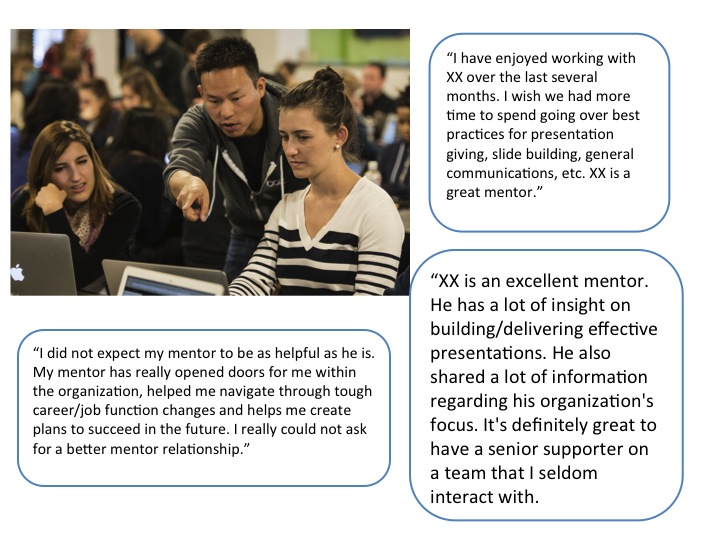 “I have enjoyed working with
XX over the last several
months. I wish we had more
time to spend going over best
practices for presentation
giving, slide building, general
communications, etc. XX is a
great mentor.”
“XX is an excellent mentor.
He has a lot of insight on
building/delivering effective
presentations. He also
shared a lot of information
regarding his organization's
focus. It's definitely great to
have a senior supporter on
a team that I seldom
interact with.
“I did not expect my mentor to be as helpful as he is.
My mentor has really opened doors for me within
the organization, helped me navigate through tough
career/job function changes and helps me create
plans to succeed in the future. I really could not ask
for a better mentor relationship.”